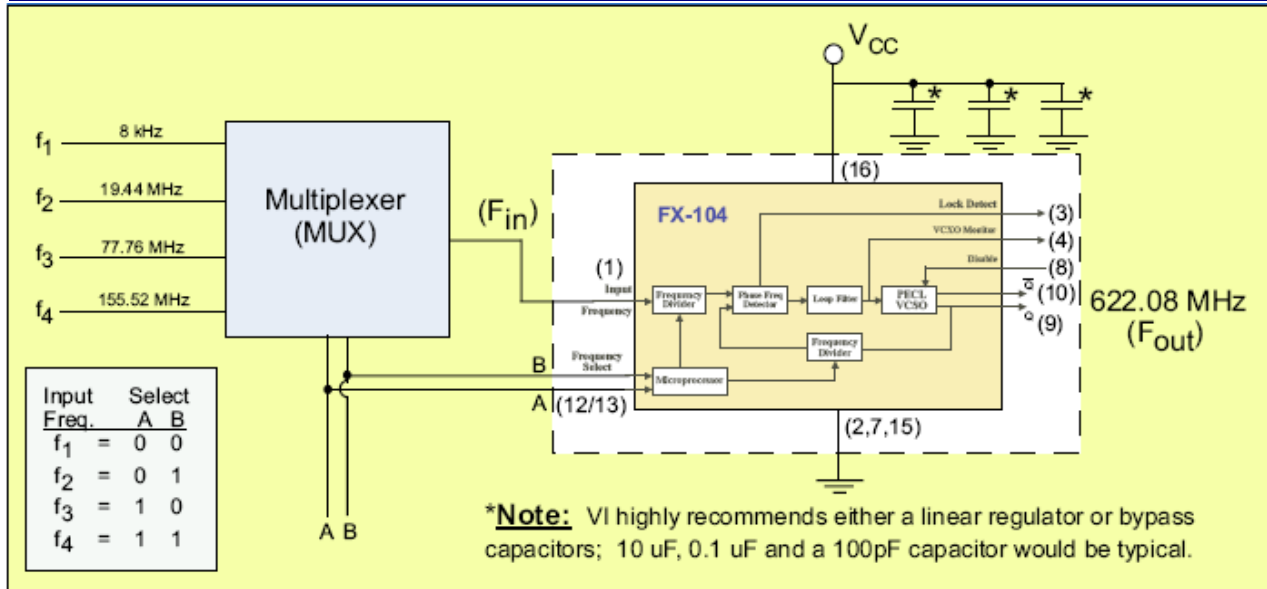 VCC
* * *
f1 8 kHz
f2 19.44 MHz
f3 77.76 MHz
f4 155.52 MHz
Multiplexer
(MUX)
(Fin)
(16)
FX-104
Lock Detect
(3)
VCXO Monitor
(4)
Disable
(8)
Q
(10)
Q
(9)
(1)
Input
Frequency
Frequency
Divider
Phase Freq
Detector
Loop Filter
PECL
VCSO
Frequency
Divider
622.08 MHz
(Fout)
B
Frequency
Select
Microprocessor
A
(12/13)
(2,7,15)
Input Select
Freq. A B
f1 = 0 0
f2 = 0 1
f3 = 1 0
f4 = 1 1
A B
*Note: VI highly recommends either a linear regulator or bypass
capacitors; 10 uF, 0.1 uF and a 100pF capacitor would be typical.